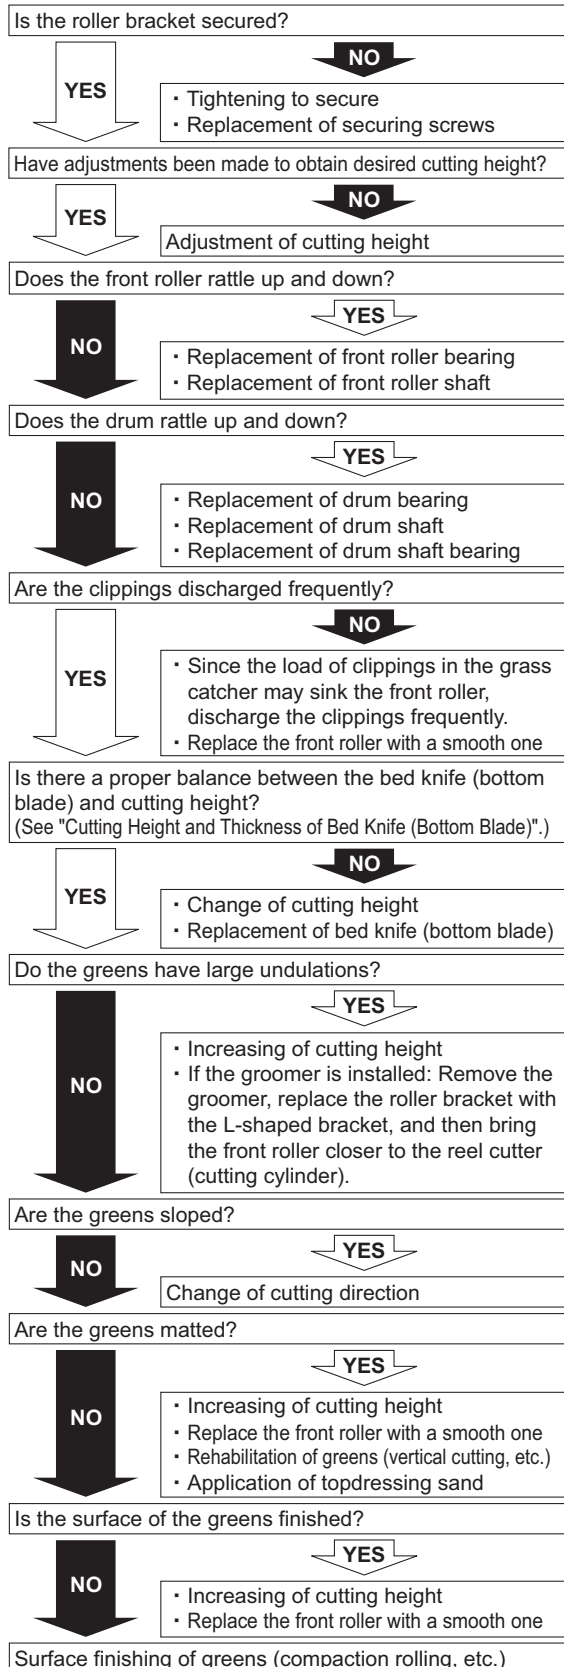 Is the roller bracket secured?
NO
YES
・Tightening to secure
・Replacement of securing screws
Have adjustments been made to obtain desired cutting height?
NO
YES
Adjustment of cutting height
Does the front roller rattle up and down?
YES
NO
・Replacement of front roller bearing
・Replacement of front roller shaft
Does the drum rattle up and down?
YES
NO
・Replacement of drum bearing
・Replacement of drum shaft
・Replacement of drum shaft bearing
Are the clippings discharged frequently?
NO
YES
・Since the load of clippings in the grass
catcher may sink the front roller,
discharge the clippings frequently.
・Replace the front roller with a smooth one
Is there a proper balance between the bed knife (bottom
blade) and cutting height?
(See "Cutting Height and Thickness of Bed Knife (Bottom Blade)".)
NO
YES
・Change of cutting height
・Replacement of bed knife (bottom blade)
Do the greens have large undulations?
YES
NO
・Increasing of cutting height
・If the groomer is installed: Remove the
groomer, replace the roller bracket with
the L-shaped bracket, and then bring
the front roller closer to the reel cutter
(cutting cylinder).
Are the greens sloped?
YES
NO
Change of cutting direction
Are the greens matted?
YES
NO
・Increasing of cutting height
・Replace the front roller with a smooth one
・Rehabilitation of greens (vertical cutting, etc.)
・Application of topdressing sand
Is the surface of the greens finished?
YES
NO
・Increasing of cutting height
・Replace the front roller with a smooth one
Surface finishing of greens (compaction rolling, etc.)